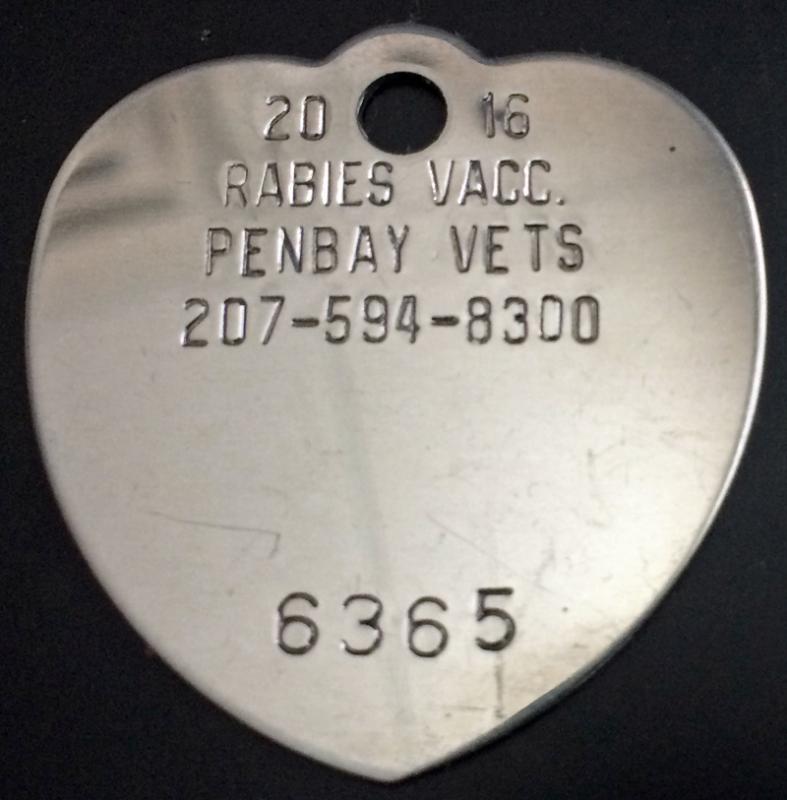 20 16
RABIES VACC.
PENBAY VETS
207-594-8300
6365